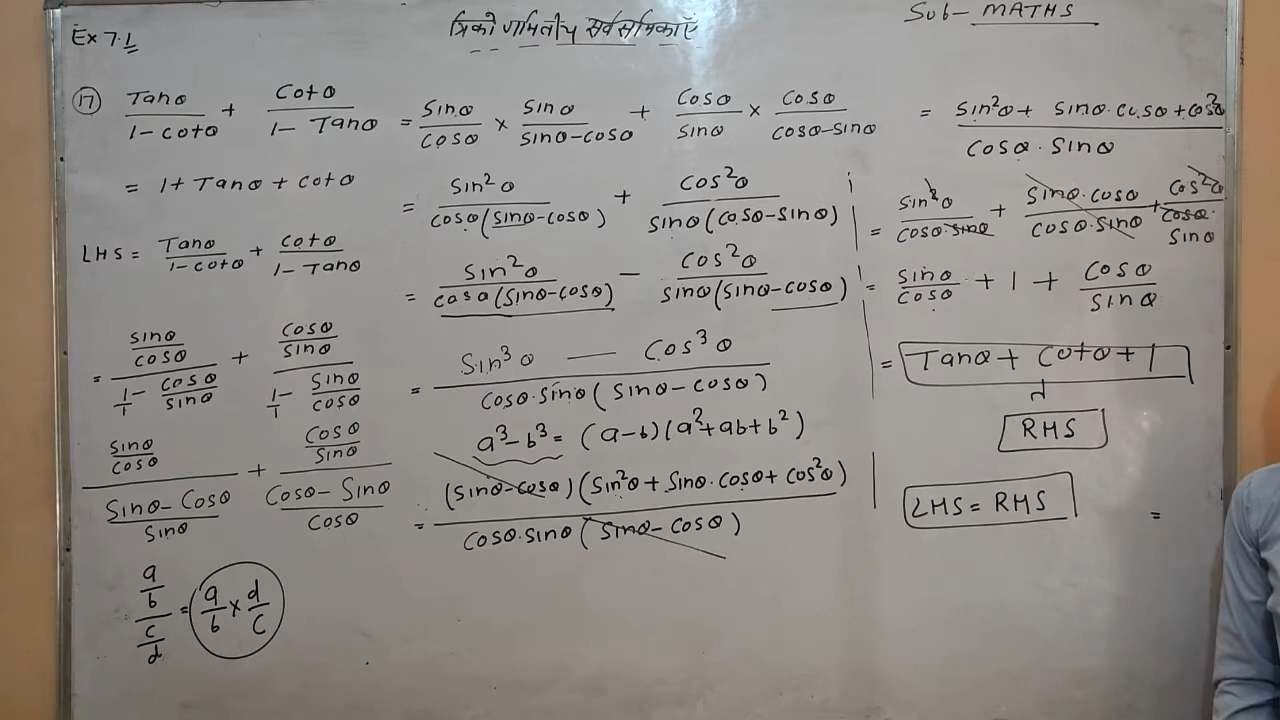 Ex 7.1
त्रिकोणमितीय सर्वसमिकाएँ
Sub- MATHS
(17) Tanθ/(1-cotθ) + Cotθ/(1- Tanθ)
= 1+ Tanθ + cotθ
LHS = Tanθ/(1-cotθ) + cotθ/(1- Tanθ)
= (sinθ/cosθ)/(1/1 - cosθ/sinθ) + (cosθ/sinθ)/(1/1 - sinθ/cosθ)
(sinθ/cosθ)/((sinθ- cosθ)/sinθ) + (cosθ/sinθ)/((cosθ- sinθ)/cosθ)
(a/b)/(c/d) = a/b × d/c
= sinθ/cosθ × sinθ/(sinθ-cosθ) + cosθ/sinθ × cosθ/(cosθ-sinθ)
= sin²θ/(cosθ(sinθ-cosθ)) + cos²θ/(sinθ(cosθ-sinθ))
= sin²θ/(cosθ(sinθ-cosθ)) - cos²θ/(sinθ(sinθ-cosθ))
= (sin³θ - cos³θ)/(cosθ.sinθ(sinθ-cosθ))
a³-b³= (a-b)(a²+ab+b²)
= (sinθ-cosθ)(sin²θ+sinθ.cosθ+cos²θ)/(cosθ.sinθ(sinθ-cosθ))
= (sin²θ+ sinθ.cosθ+cos²θ)/(cosθ.sinθ)
= sin²θ/(cosθ.sinθ) + sinθ.cosθ/(cosθ.sinθ) + cos²θ/(cosθ.sinθ)
= sinθ/cosθ + 1 + cosθ/sinθ
= Tanθ+ cotθ+1
RHS
LHS = RHS
=